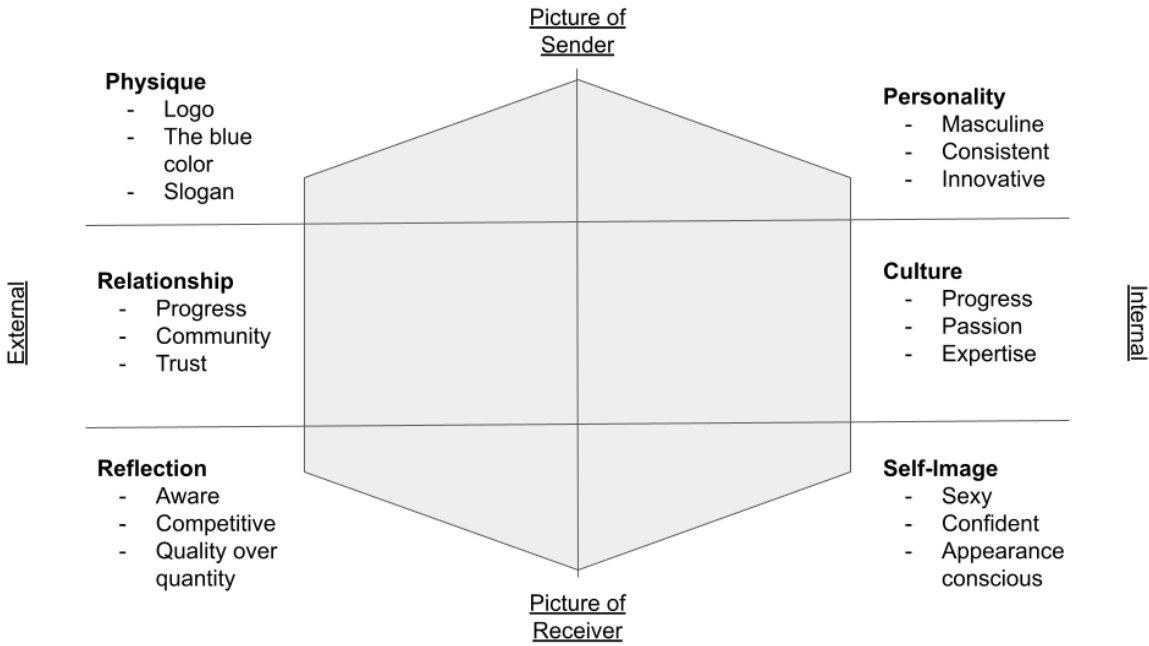 Picture of
Sender
Physique
- Logo
- The blue
color
- Slogan
Personality
- Masculine
- Consistent
- Innovative
External
Relationship
- Progress
- Community
- Trust
Culture
- Progress
- Passion
- Expertise
Internal
Reflection
- Aware
- Competitive
- Quality over
quantity
Self-Image
- Sexy
- Confident
- Appearance
conscious
Picture of
Receiver